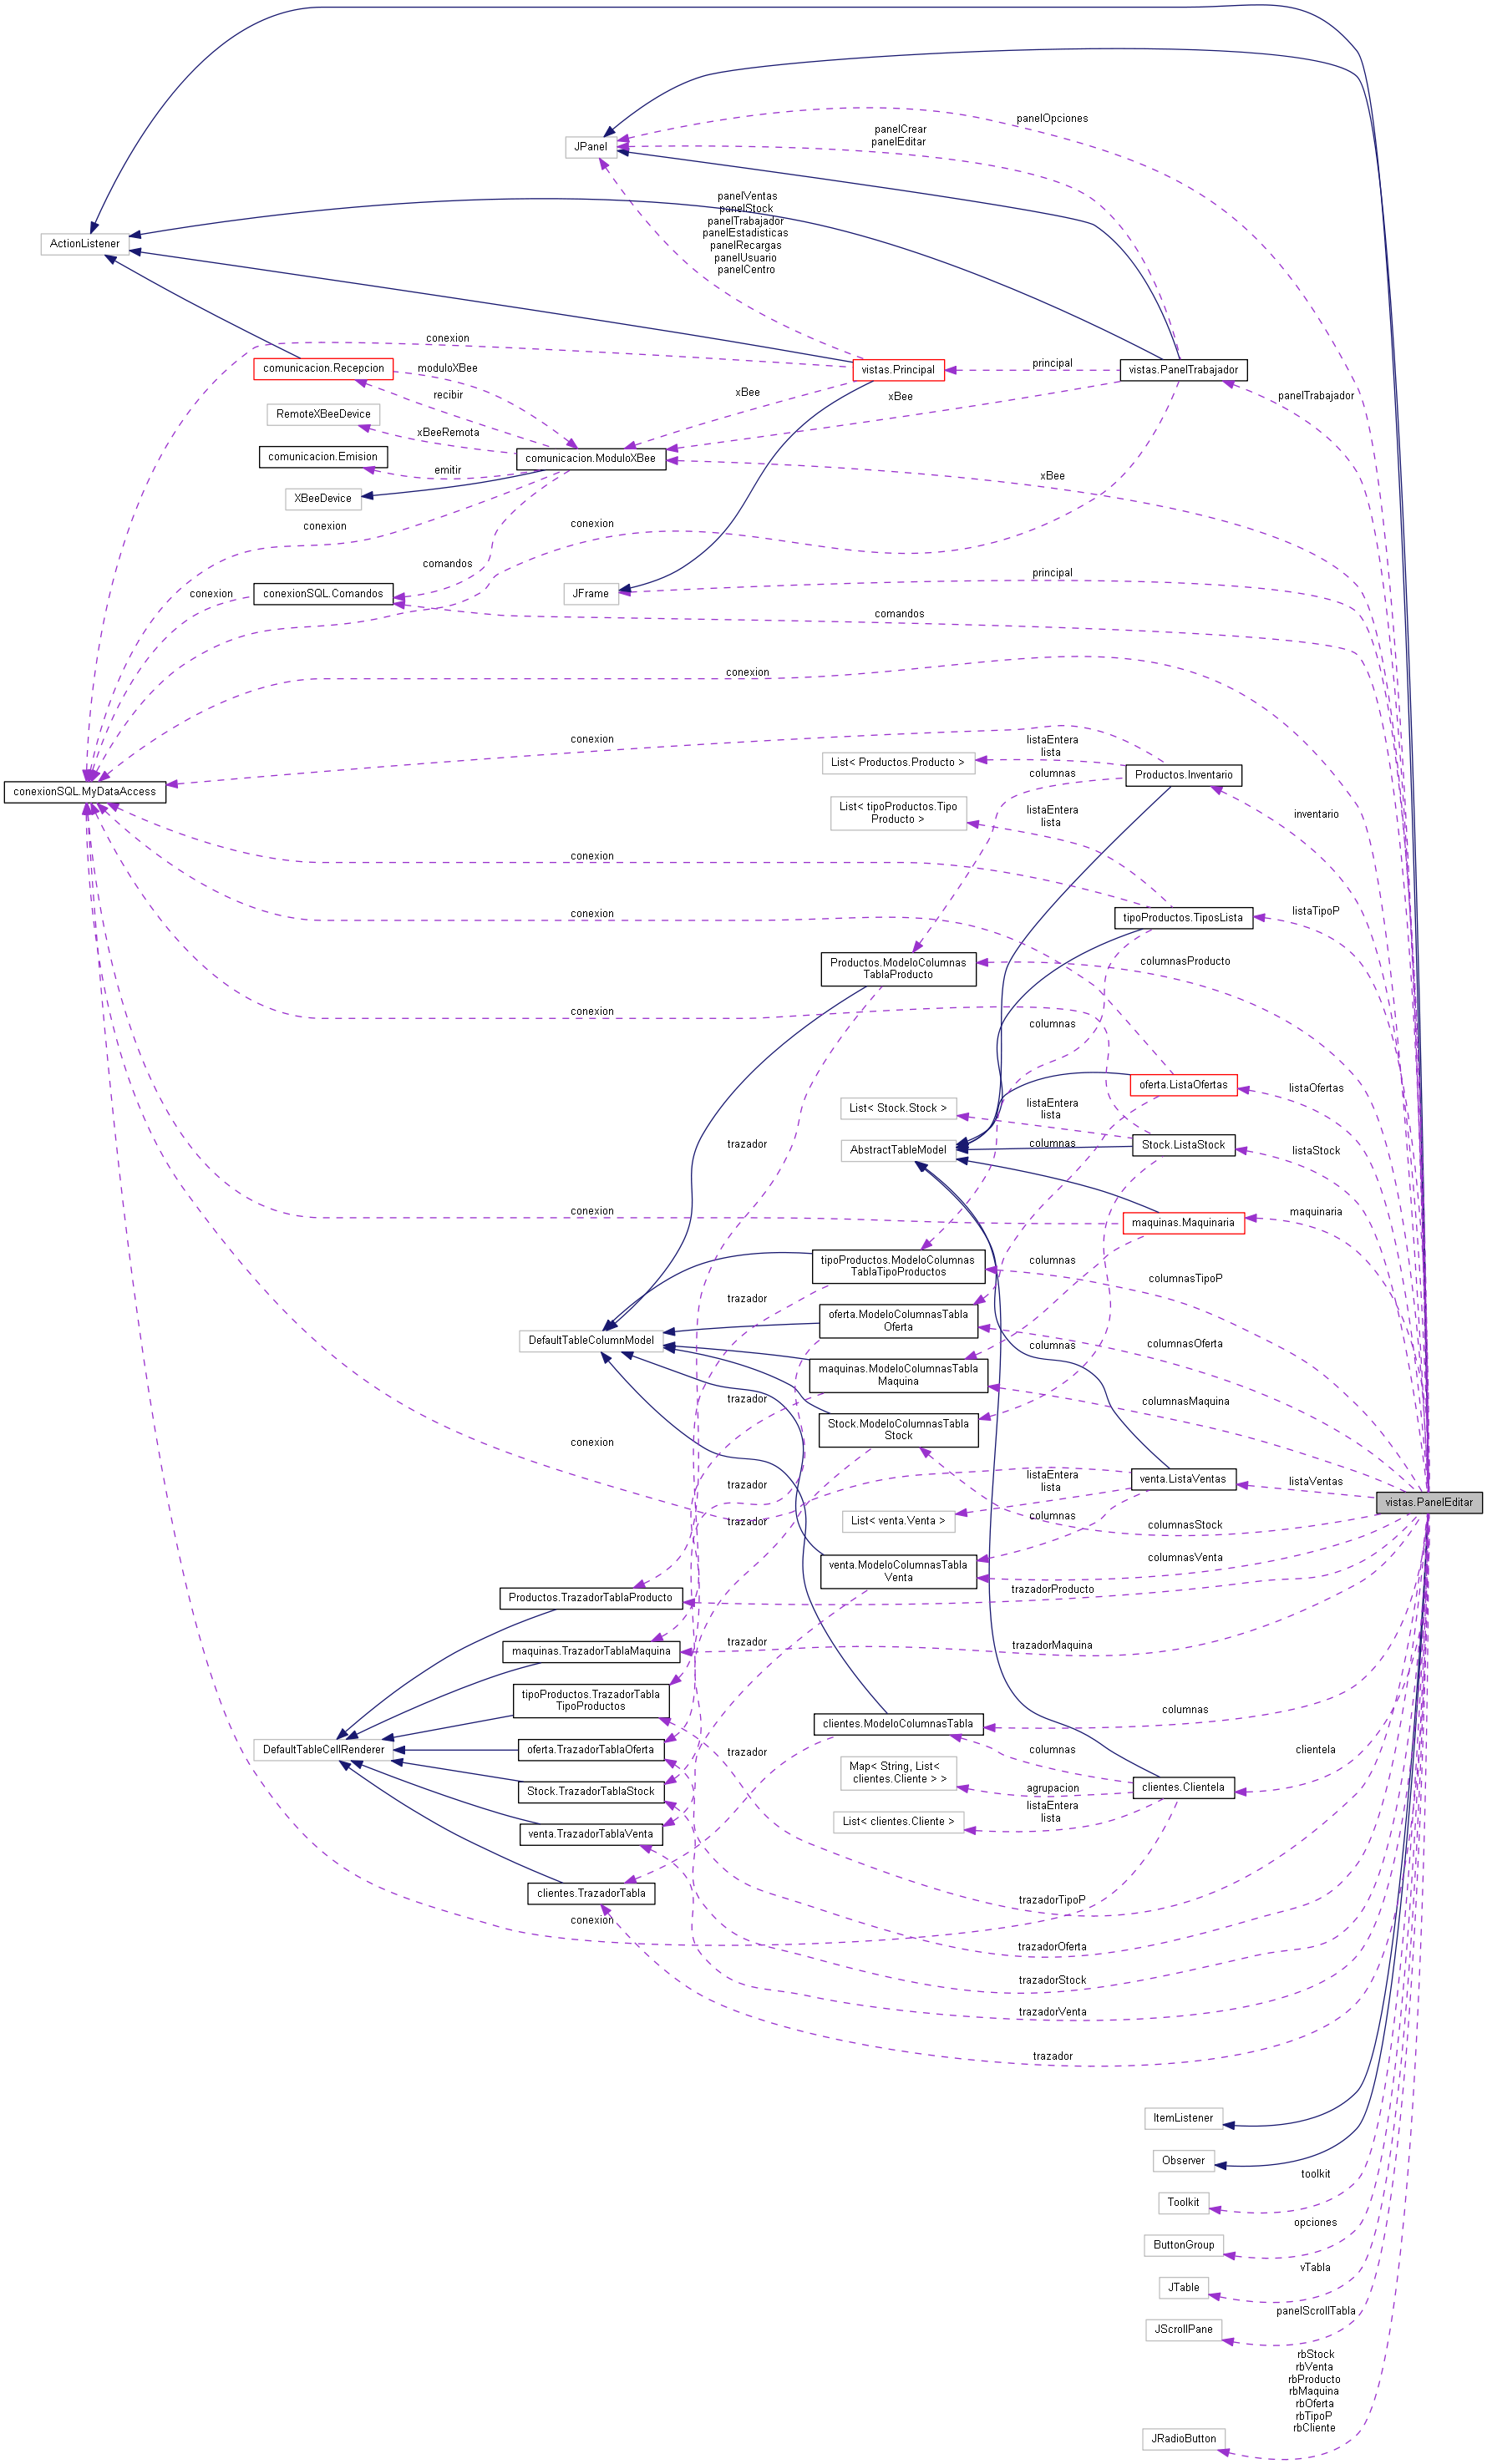 panelOpciones
panelCrear
panelEditar
JPanel
panelVentas
panelStock
panelTrabajador
panelEstadisticas
panelRecargas
panelUsuario
panelCentro
ActionListener
conexion
comunicacion.Recepcion
moduloXBee
vistas.Principal
principal
vistas.PanelTrabajador
recibir
xBee
xBee
panelTrabajador
RemoteXBeeDevice
xBeeRemota
comunicacion.Emision
emitir
comunicacion.ModuloXBee
xBee
XBeeDevice
conexion
conexion
comandos
principal
conexionSQL.Comandos
conexion
JFrame
comandos
conexion
conexion
listaEntera
lista
List< Productos.Producto >
columnas
Productos.Inventario
conexionSQL.MyDataAccess
List< tipoProductos.Tipo
Producto >
listaEntera
lista
inventario
conexion
conexion
tipoProductos.TiposLista
listaTipoP
Productos.ModeloColumnas
TablaProducto
columnasProducto
conexion
columnas
oferta.ListaOfertas
listaOfertas
List< Stock.Stock >
listaEntera
lista
trazador
AbstractTableModel
columnas
Stock.ListaStock
listaStock
conexion
maquinas.Maquinaria
maquinaria
tipoProductos.ModeloColumnas
TablaTipoProductos
columnas
columnasTipoP
trazador
oferta.ModeloColumnasTabla
Oferta
DefaultTableColumnModel
columnas
columnasOferta
maquinas.ModeloColumnasTabla
Maquina
trazador
columnasMaquina
Stock.ModeloColumnasTabla
Stock
conexion
trazador
listaEntera
lista
venta.ListaVentas
listaVentas
vistas.PanelEditar
List< venta.Venta >
columnas
trazador
columnasStock
venta.ModeloColumnasTabla
Venta
columnasVenta
Productos.TrazadorTablaProducto
trazadorProducto
maquinas.TrazadorTablaMaquina
trazador
trazadorMaquina
tipoProductos.TrazadorTabla
TipoProductos
clientes.ModeloColumnasTabla
columnas
DefaultTableCellRenderer
oferta.TrazadorTablaOferta
trazador
columnas
clientela
Map< String, List<
clientes.Cliente > >
agrupacion
clientes.Clientela
Stock.TrazadorTablaStock
listaEntera
lista
List< clientes.Cliente >
venta.TrazadorTablaVenta
clientes.TrazadorTabla
trazadorTipoP
conexion
trazadorOferta
trazadorStock
trazadorVenta
trazador
ItemListener
Observer
toolkit
Toolkit
opciones
ButtonGroup
vTabla
JTable
panelScrollTabla
JScrollPane
rbStock
rbVenta
rbProducto
rbMaquina
rbOferta
rbTipoP
rbCliente
JRadioButton